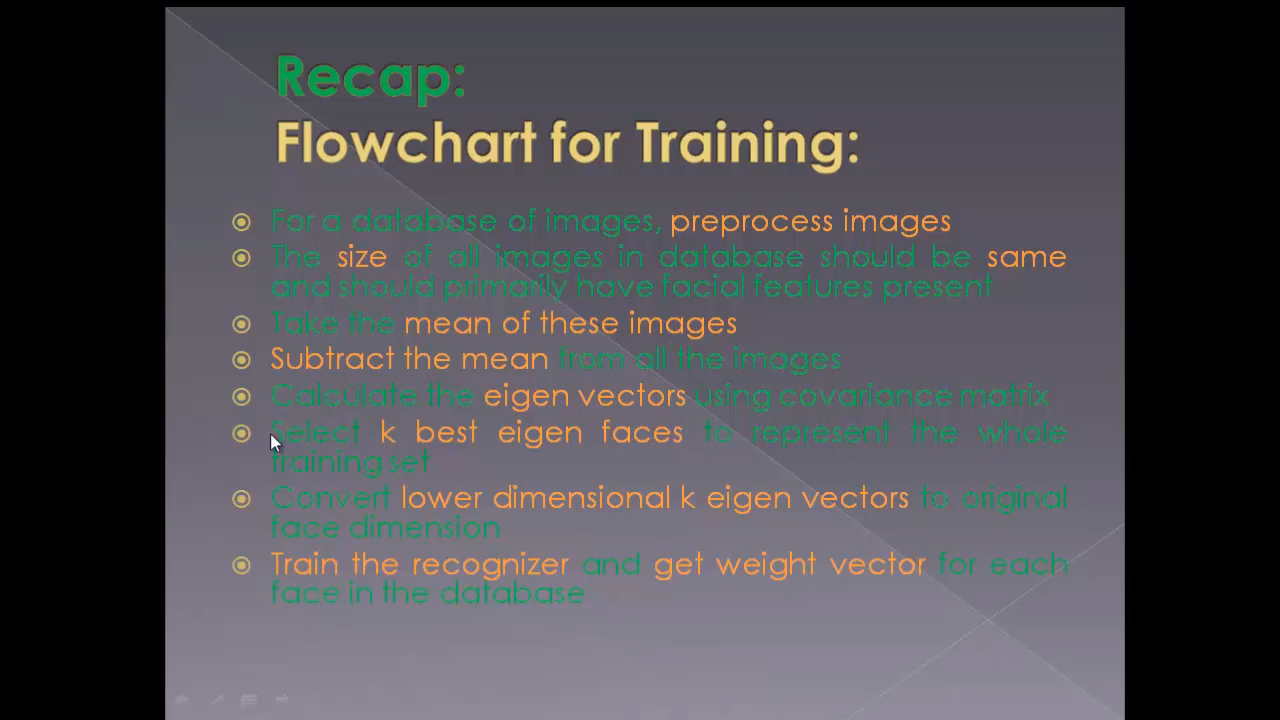 Recap:
Flowchart for Training:
For a database of images, preprocess images
The size of all images in database should be same
and should primarily have facial features present
Take the mean of these images
Subtract the mean from all the images
Calculate the eigen vectors using covariance matrix
Select k best eigen faces to represent the whole
training set
Convert lower dimensional k eigen vectors to original
face dimension
Train the recognizer and get weight vector for each
face in the database